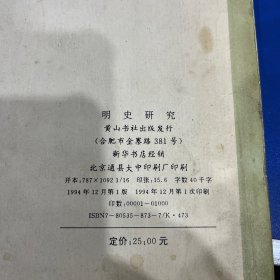 明史研究
黄山书社出版发行
(合肥市金寨路381号)
新华书店经销
北京通县大中印刷厂印刷
开本:787×1092 1/16 印张:15.6 字数40千字
1994年12月第1版 1994年12月第1次印刷
印数:00001-01000
ISBN7-80535-873-7/K·473
定价:25.00元